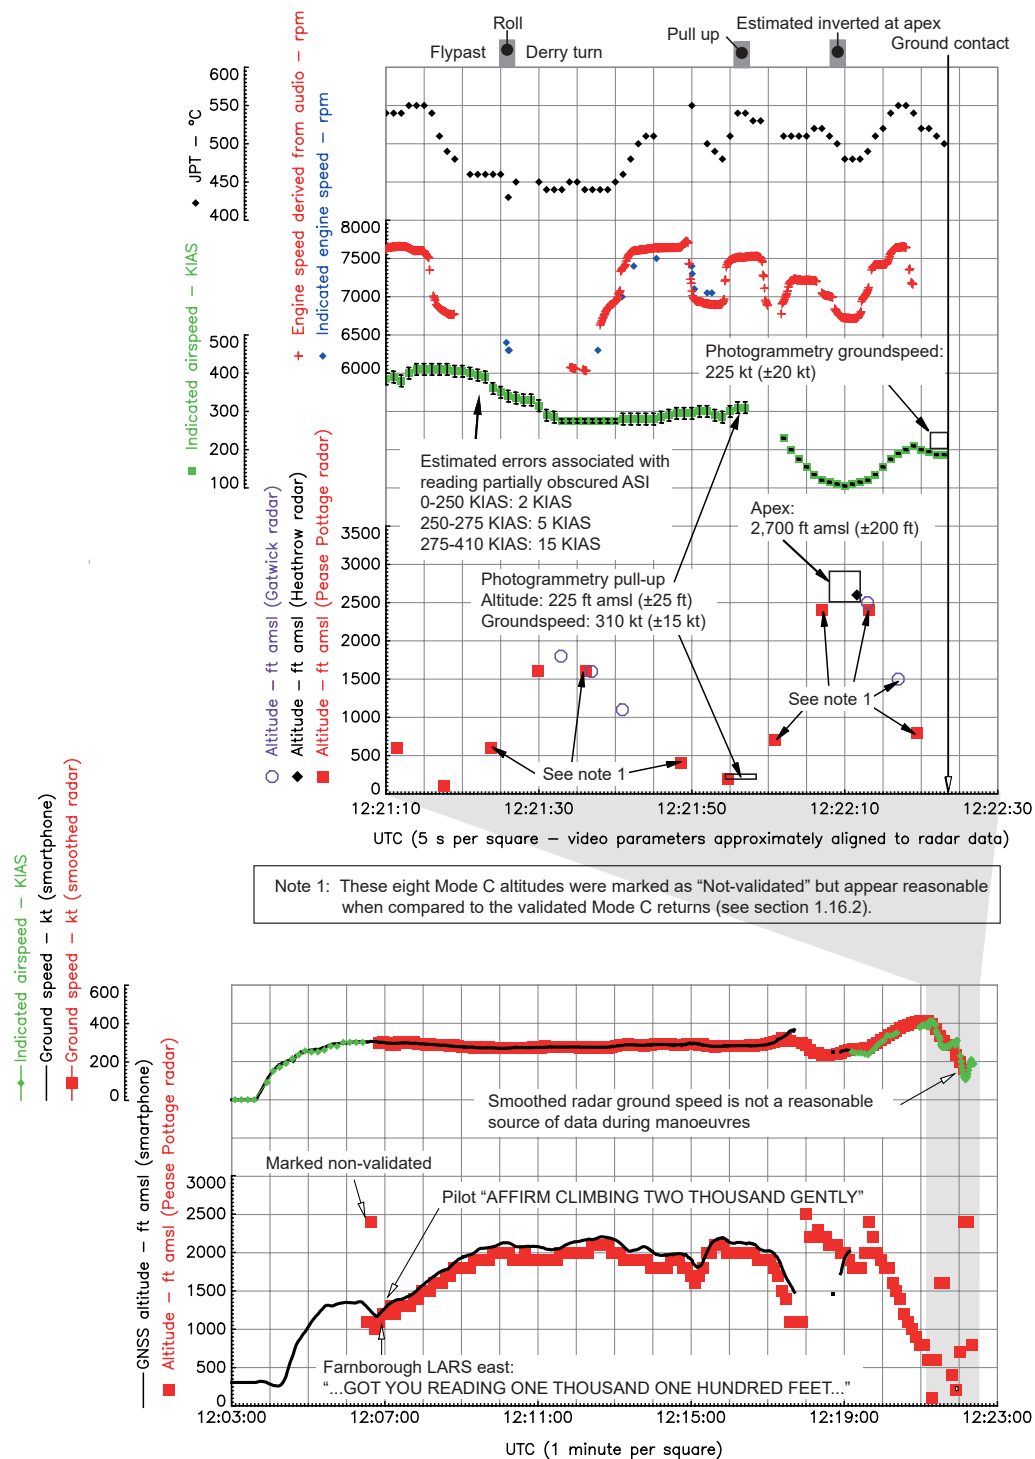 Roll
Flypast
Derry turn
Pull up
Estimated inverted at apex
Ground contact
JPT – °C
600
550
500
450
400
Engine speed derived from audio – rpm
Indicated engine speed – rpm
8000
7500
7000
6500
6000
Indicated airspeed – KIAS
500
400
300
200
100
Photogrammetry groundspeed:
225 kt (±20 kt)
Estimated errors associated with
reading partially obscured ASI
0-250 KIAS: 2 KIAS
250-275 KIAS: 5 KIAS
275-410 KIAS: 15 KIAS
Apex:
2,700 ft amsl (±200 ft)
Photogrammetry pull-up
Altitude: 225 ft amsl (±25 ft)
Groundspeed: 310 kt (±15 kt)
Altitude – ft amsl (Gatwick radar)
Altitude – ft amsl (Heathrow radar)
Altitude – ft amsl (Pease Pottage radar)
3500
3000
2500
2000
1500
1000
500
0
See note 1
See note 1
12:21:10
12:21:30
12:21:50
12:22:10
12:22:30
UTC (5 s per square – video parameters approximately aligned to radar data)
Note 1: These eight Mode C altitudes were marked as “Not-validated” but appear reasonable
when compared to the validated Mode C returns (see section 1.16.2).
Indicated airspeed – KIAS
Ground speed – kt (smartphone)
Ground speed – kt (smoothed radar)
600
400
200
0
Smoothed radar ground speed is not a reasonable
source of data during manoeuvres
GNSS altitude – ft amsl (smartphone)
Altitude – ft amsl (Pease Pottage radar)
3000
2500
2000
1500
1000
500
0
Marked non-validated
Pilot “AFFIRM CLIMBING TWO THOUSAND GENTLY”
Farnborough LARS east:
“...GOT YOU READING ONE THOUSAND ONE HUNDRED FEET...”
12:03:00
12:07:00
12:11:00
12:15:00
12:19:00
12:23:00
UTC (1 minute per square)